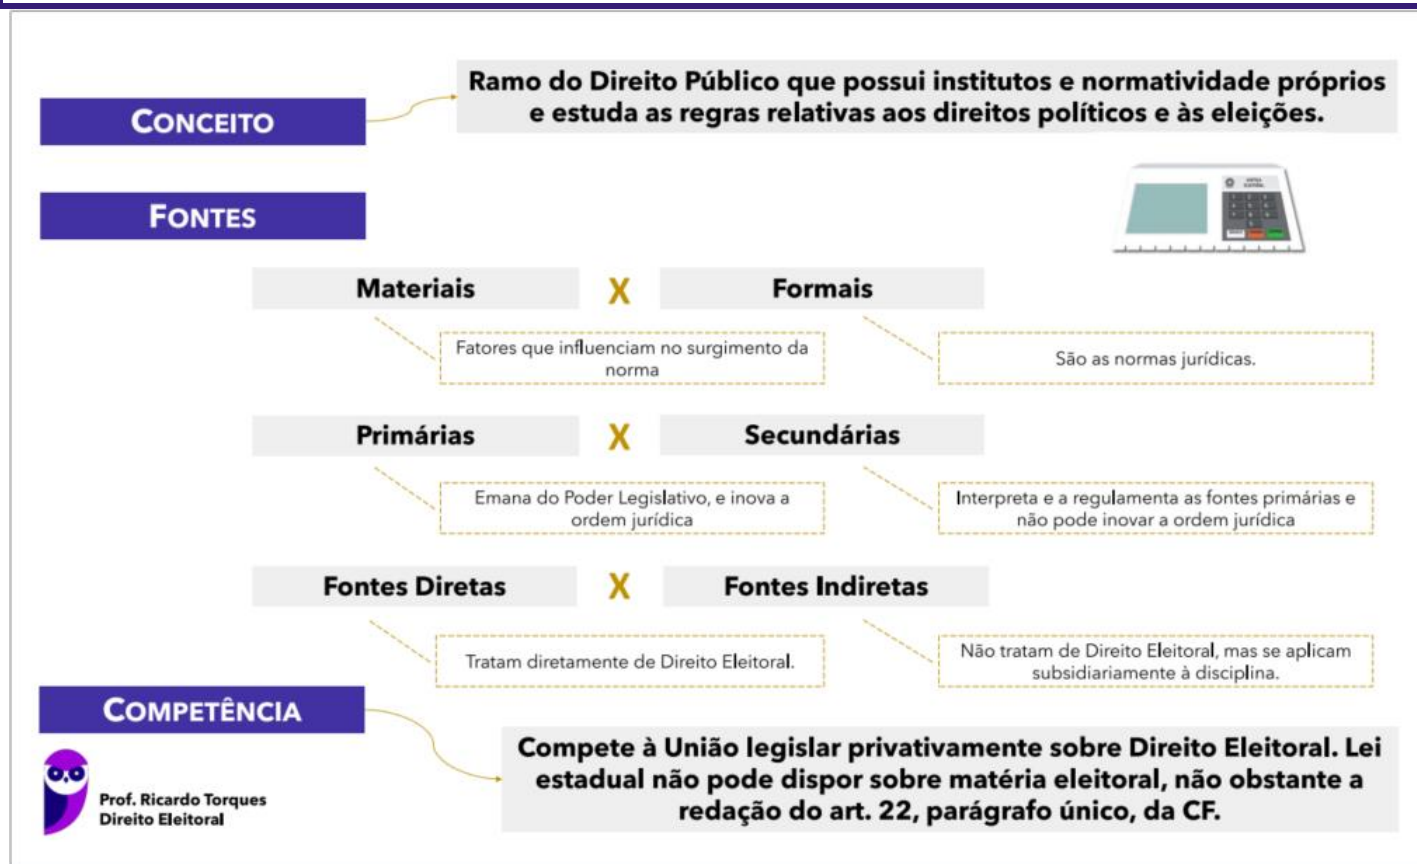 CONCEITO
Ramo do Direito Público que possui institutos e normatividade próprios
e estuda as regras relativas aos direitos políticos e às eleições.
FONTES
Materiais X Formais
Fatores que influenciam no surgimento da
norma
São as normas jurídicas.
Primárias X Secundárias
Emana do Poder Legislativo, e inova a
ordem jurídica
Interpreta e a regulamenta as fontes primárias e
não pode inovar a ordem jurídica
Fontes Diretas X Fontes Indiretas
Tratam diretamente de Direito Eleitoral.
Não tratam de Direito Eleitoral, mas se aplicam
subsidiariamente à disciplina.
COMPETÊNCIA
Compete à União legislar privativamente sobre Direito Eleitoral. Lei
estadual não pode dispor sobre matéria eleitoral, não obstante a
redação do art. 22, parágrafo único, da CF.
Prof. Ricardo Torques
Direito Eleitoral